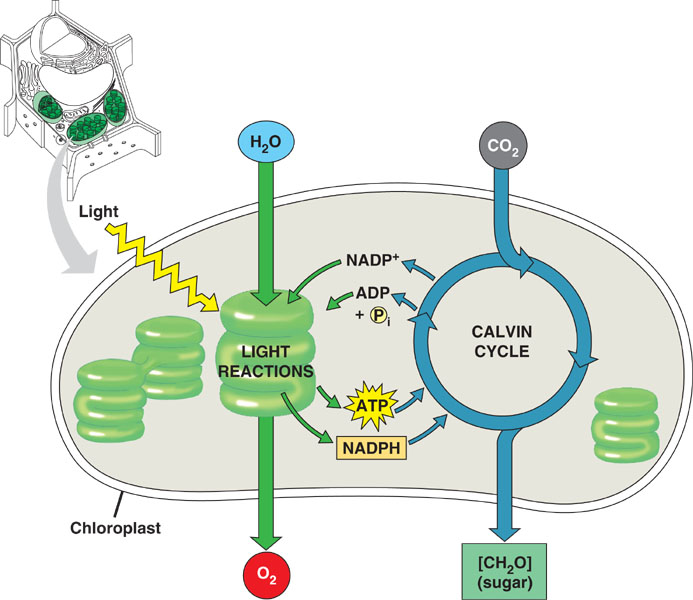 H₂O
CO₂
Light
NADP⁺
ADP
+ Pᵢ
CALVIN
CYCLE
LIGHT
REACTIONS
ATP
NADPH
Chloroplast
O₂
[CH₂O]
(sugar)